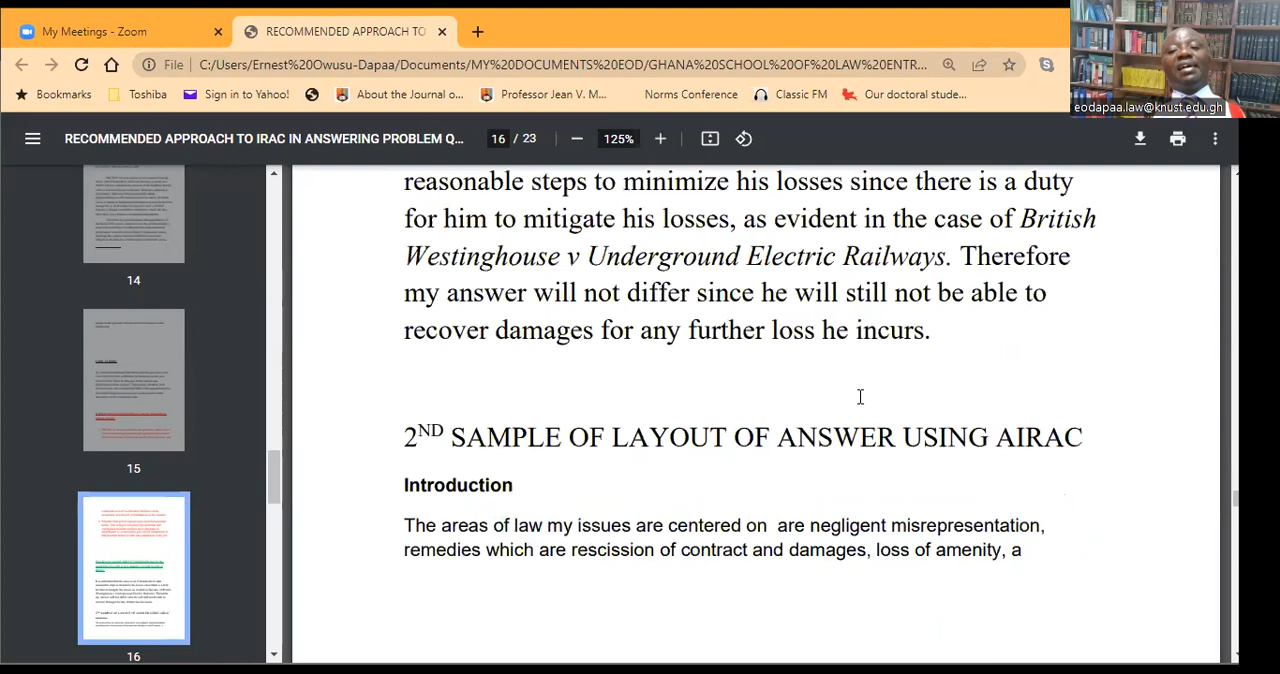 My Meetings - Zoom
RECOMMENDED APPROACH TO
File
C:/Users/Ernest%20Owusu-Dapa/Documents/MY%20DOCUMENTS%20EOD/GHANA%20SCHOOL%20OF%20LAW%20ENTR...
Bookmarks
Toshiba
Sign in to Yahoo!
About the Journal o...
Professor Jean V. M...
Norms Conference
Classic FM
Our doctoral stude...
eodapaa.law@knust.edu.gh
RECOMMENDED APPROACH TO IRAC IN ANSWERING PROBLEM Q...
16 / 23
125%
14
15
16
reasonable steps to minimize his losses since there is a duty
for him to mitigate his losses, as evident in the case of British
Westinghouse v Underground Electric Railways. Therefore
my answer will not differ since he will still not be able to
recover damages for any further loss he incurs.
2ND SAMPLE OF LAYOUT OF ANSWER USING AIRAC
Introduction
The areas of law my issues are centered on are negligent misrepresentation,
remedies which are rescission of contract and damages, loss of amenity, a